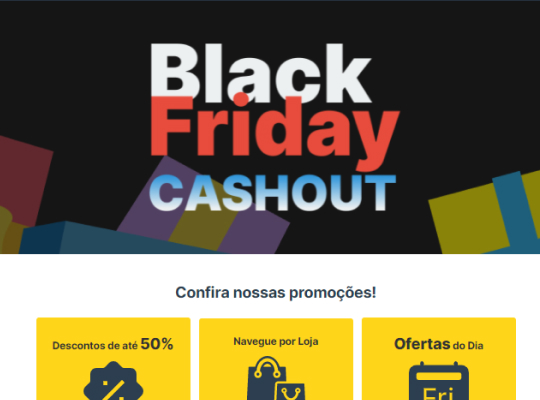 Black
Friday
CASHOUT
Confira nossas promoções!
Descontos de até 50%
Navegue por Loja
Ofertas do Dia
Fri